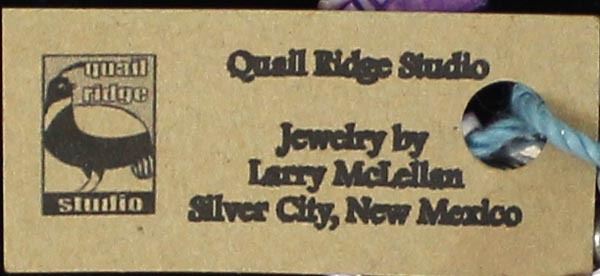 quail
ridge
studio
Quail Ridge Studio
Jewelry by
Larry McLellan
Silver City, New Mexico